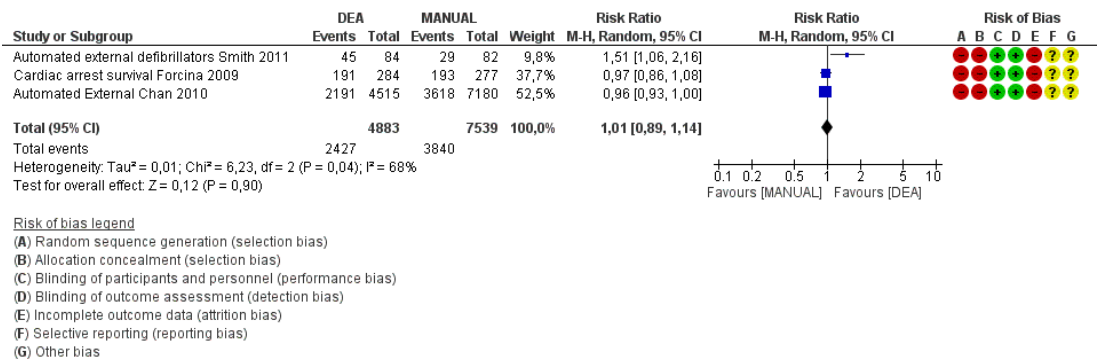 DEA MANUAL Risk Ratio Risk Ratio Risk of Bias
Study or Subgroup Events Total Events Total Weight M-H, Random, 95% CI M-H, Random, 95% CI A B C D E F G
Automated external defibrillators Smith 2011 45 84 29 82 9,8% 1,51 [1,06, 2,16] - - + + - ? ?
Cardiac arrest survival Forcina 2009 191 284 193 277 37,7% 0,97 [0,86, 1,08] - - + + - ? ?
Automated External Chan 2010 2191 4515 3618 7180 52,5% 0,96 [0,93, 1,00] - - + + - ? ?
Total (95% CI) 4883 7539 100,0% 1,01 [0,89, 1,14]
Total events 2427 3840
Heterogeneity: Tau² = 0,01; Chi² = 6,23, df = 2 (P = 0,04); I² = 68%
Test for overall effect: Z = 0,12 (P = 0,90)
0.1 0.2 0.5 1 2 5 10
Favours [MANUAL] Favours [DEA]
Risk of bias legend
(A) Random sequence generation (selection bias)
(B) Allocation concealment (selection bias)
(C) Blinding of participants and personnel (performance bias)
(D) Blinding of outcome assessment (detection bias)
(E) Incomplete outcome data (attrition bias)
(F) Selective reporting (reporting bias)
(G) Other bias